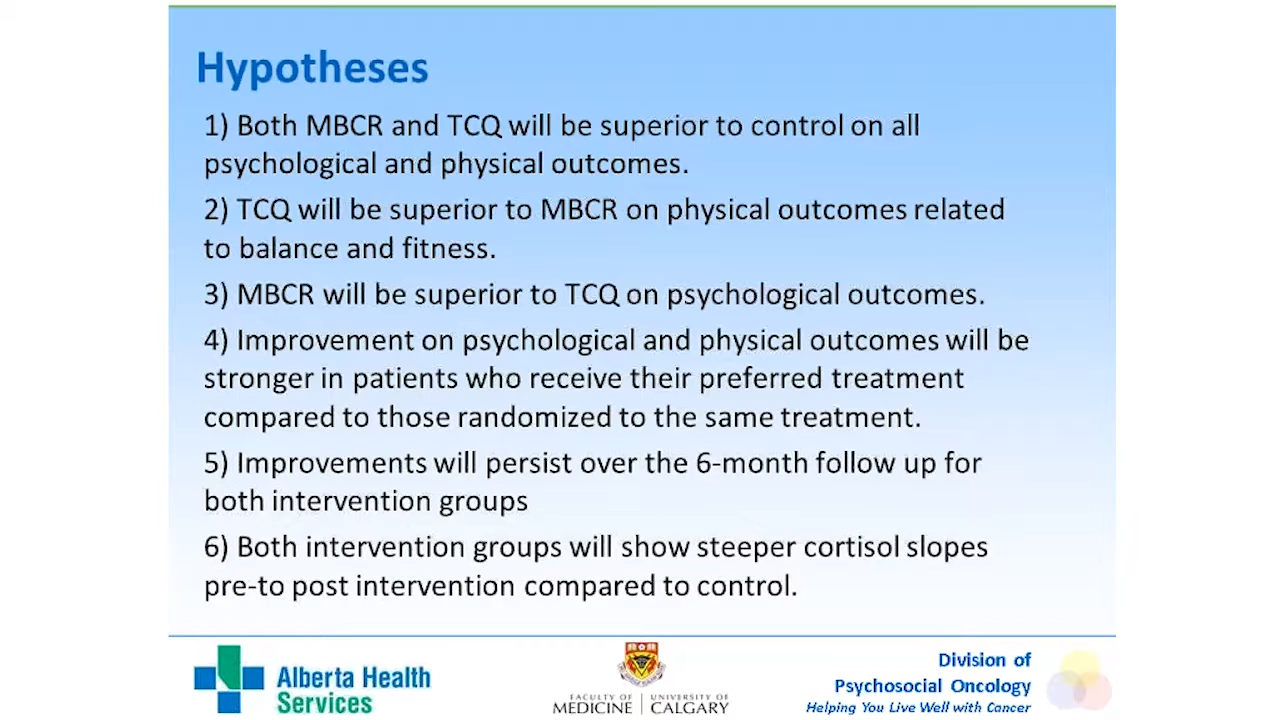 Hypotheses
1) Both MBCR and TCQ will be superior to control on all
psychological and physical outcomes.
2) TCQ will be superior to MBCR on physical outcomes related
to balance and fitness.
3) MBCR will be superior to TCQ on psychological outcomes.
4) Improvement on psychological and physical outcomes will be
stronger in patients who receive their preferred treatment
compared to those randomized to the same treatment.
5) Improvements will persist over the 6-month follow up for
both intervention groups
6) Both intervention groups will show steeper cortisol slopes
pre-to post intervention compared to control.
Alberta Health
Services
FACULTY OF
MEDICINE
UNIVERSITY OF
CALGARY
Division of
Psychosocial Oncology
Helping You Live Well with Cancer